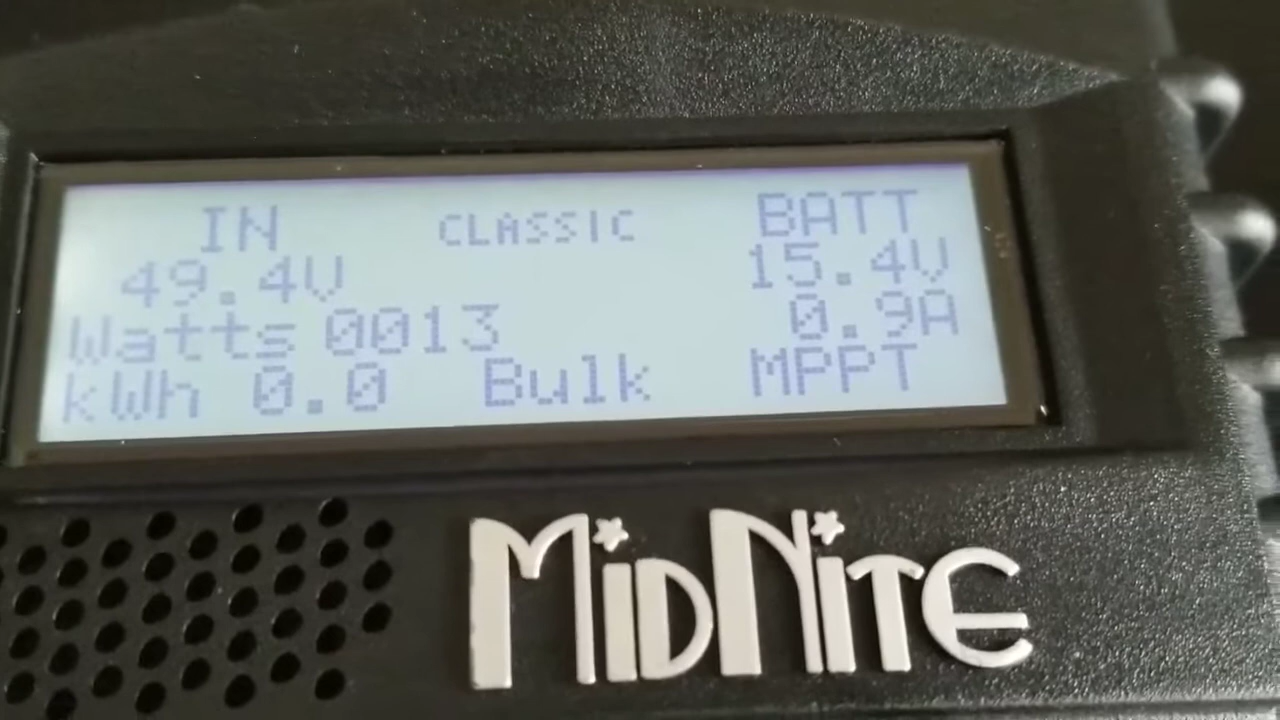 IN CLASSIC BATT
49.4V 15.4V
Watts 0013 0.9A
kWh 0.0 Bulk MPPT
MIDNITE